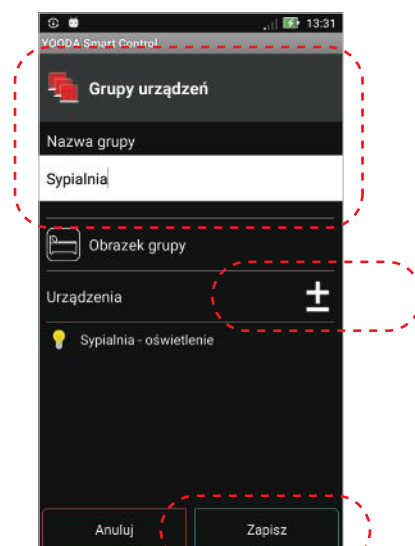 13:31
YOODA Smart Control
Grupy urządzeń
Nazwa grupy
Sypialnia
Obrazek grupy
Urządzenia ±
Sypialnia - oświetlenie
Anuluj Zapisz